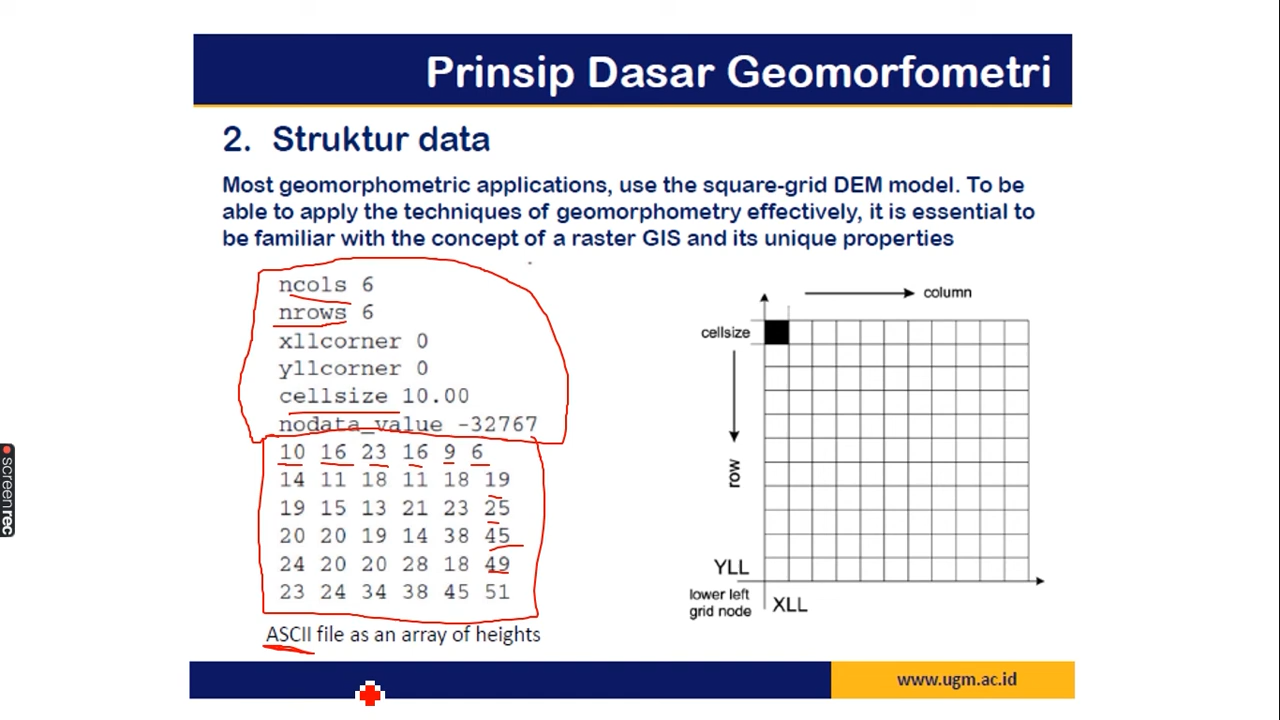 Prinsip Dasar Geomorfometri
2. Struktur data
Most geomorphometric applications, use the square-grid DEM model. To be
able to apply the techniques of geomorphometry effectively, it is essential to
be familiar with the concept of a raster GIS and its unique properties
ncols 6
nrows 6
xllcorner 0
yllcorner 0
cellsize 10.00
nodata_value -32767
10 16 23 16 9 6
14 11 18 11 18 19
19 15 13 21 23 25
20 20 19 14 38 45
24 20 20 28 18 49
23 24 34 38 45 51
ASCII file as an array of heights
column
cellsize
row
YLL
lower left
grid node
XLL
www.ugm.ac.id
screenrec